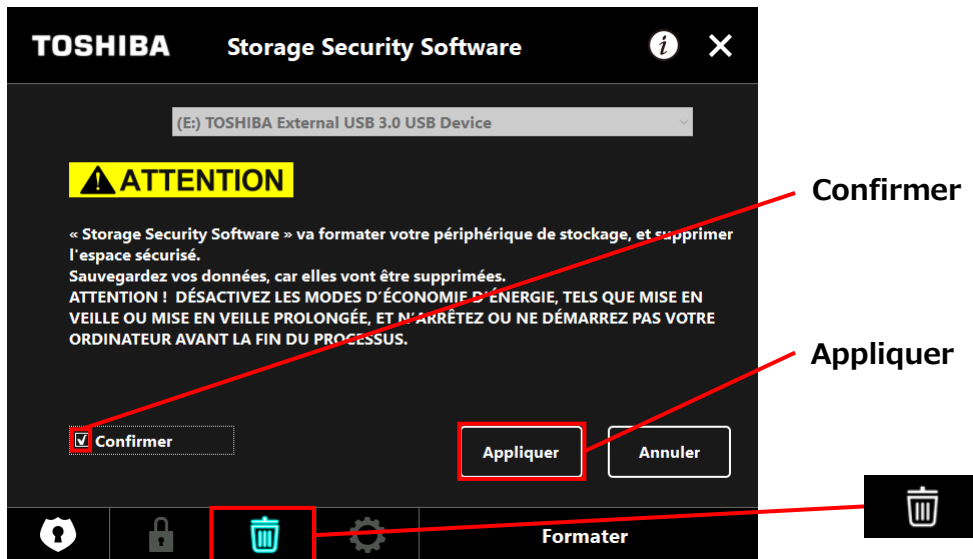 TOSHIBA Storage Security Software
(E:) TOSHIBA External USB 3.0 USB Device
ATTENTION
Confirmer
« Storage Security Software » va formater votre périphérique de stockage, et supprimer
l'espace sécurisé.
Sauvegardez vos données, car elles vont être supprimées.
ATTENTION ! DÉSACTIVEZ LES MODES D'ÉCONOMIE D'ÉNERGIE, TELS QUE MISE EN
VEILLE OU MISE EN VEILLE PROLONGÉE, ET N'ARRÊTEZ OU NE DÉMARREZ PAS VOTRE
ORDINATEUR AVANT LA FIN DU PROCESSUS.
Appliquer
Confirmer
Appliquer
Annuler
Formater